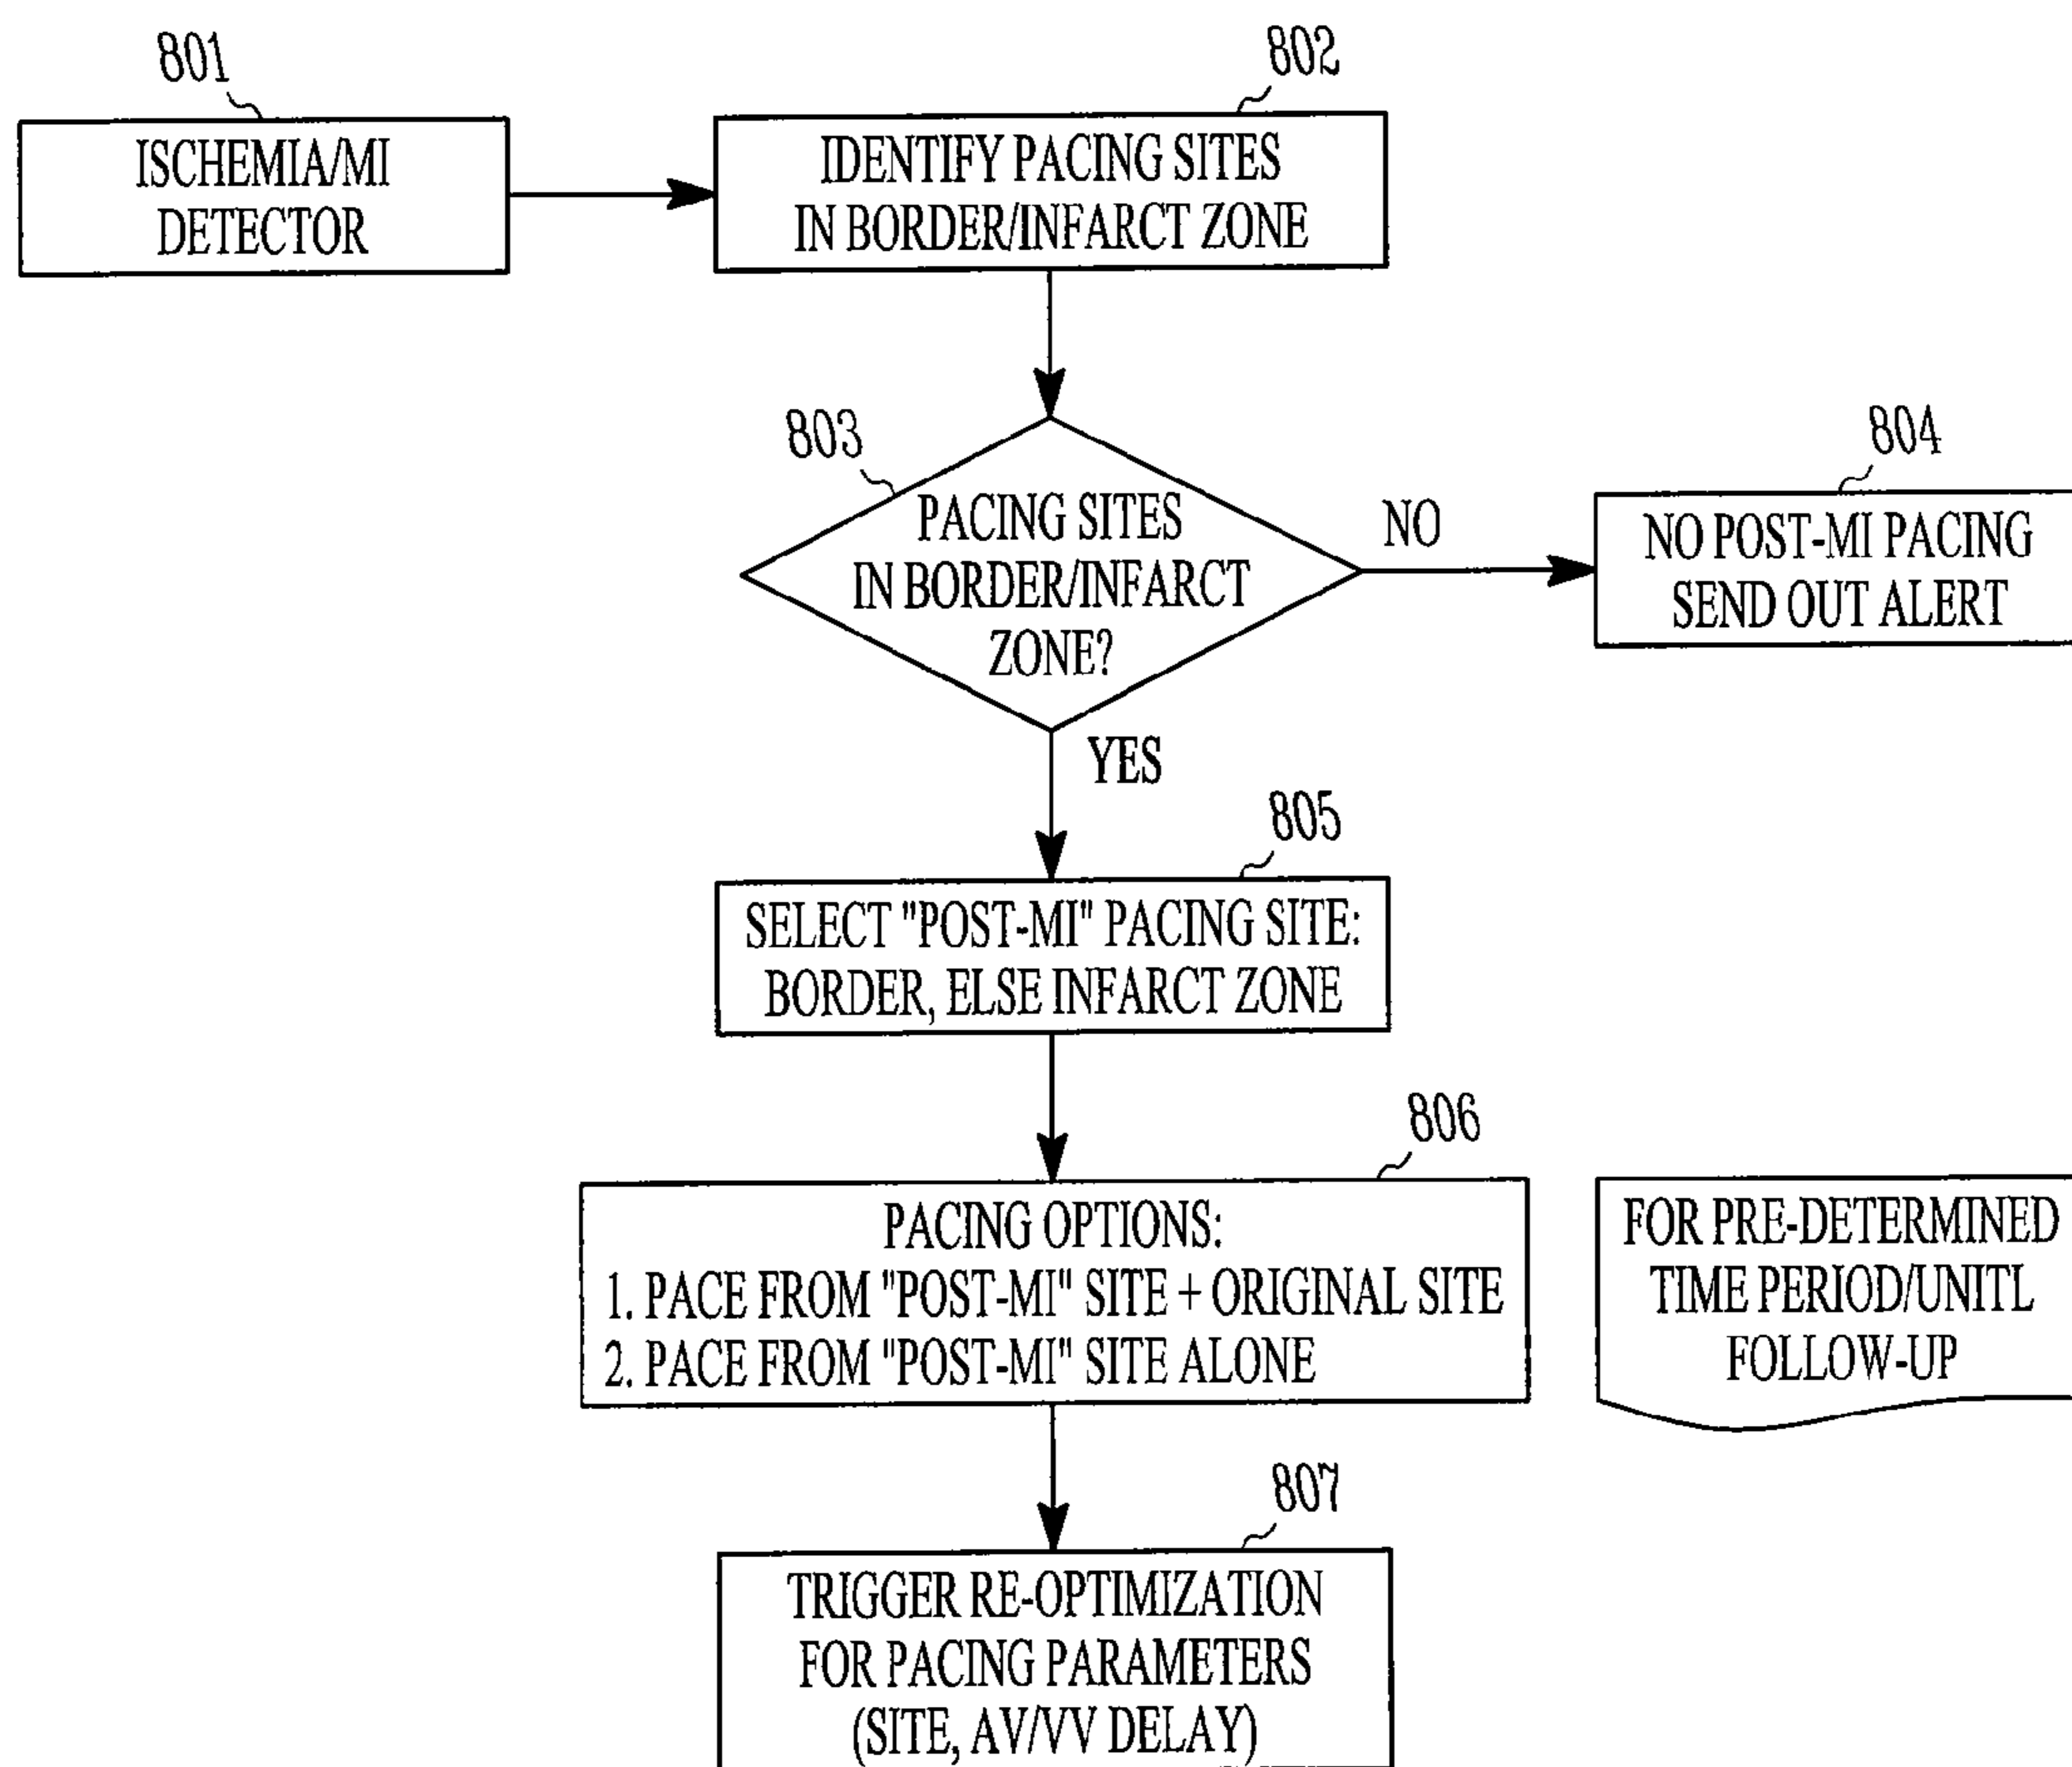 801
ISCHEMIA/MI
DETECTOR
802
IDENTIFY PACING SITES
IN BORDER/INFARCT ZONE
803
PACING SITES
IN BORDER/INFARCT
ZONE?
NO
804
NO POST-MI PACING
SEND OUT ALERT
YES
805
SELECT "POST-MI" PACING SITE:
BORDER, ELSE INFARCT ZONE
806
PACING OPTIONS:
1. PACE FROM "POST-MI" SITE + ORIGINAL SITE
2. PACE FROM "POST-MI" SITE ALONE
FOR PRE-DETERMINED
TIME PERIOD/UNITL
FOLLOW-UP
807
TRIGGER RE-OPTIMIZATION
FOR PACING PARAMETERS
(SITE, AV/VV DELAY)